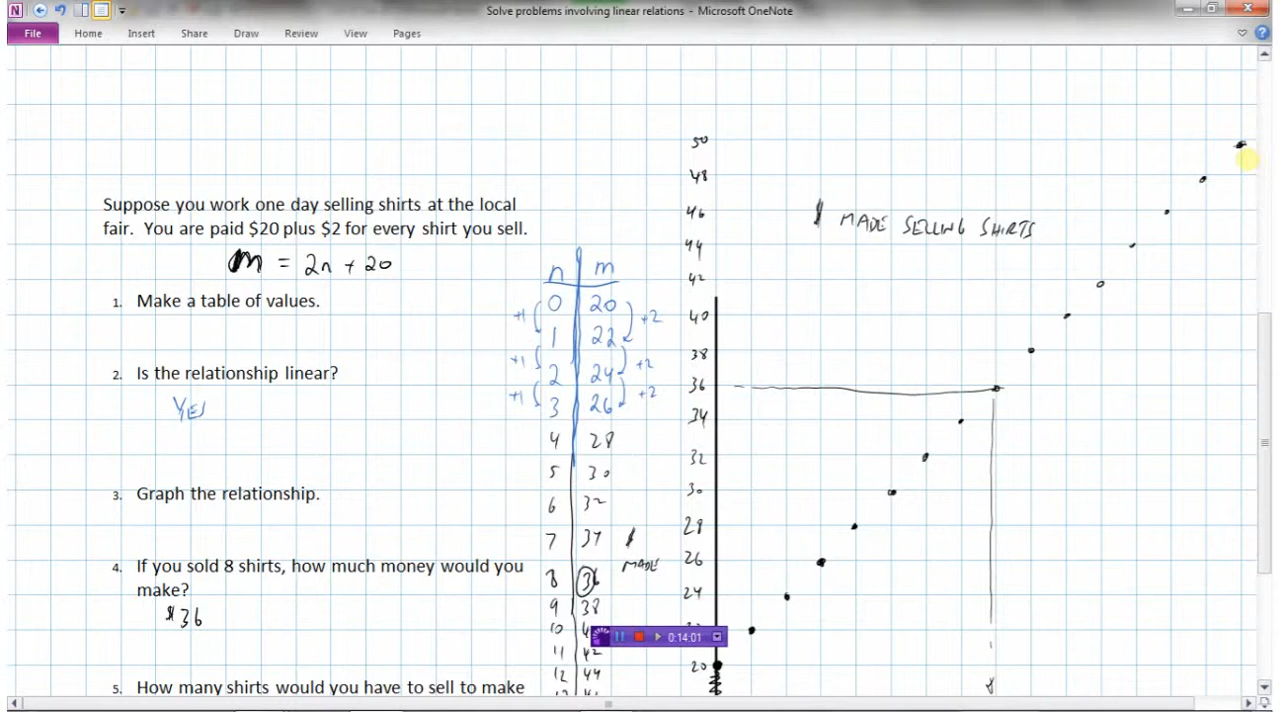 Solve problems involving linear relations - Microsoft OneNote
File Home Insert Share Draw Review View Pages
Suppose you work one day selling shirts at the local
fair. You are paid $20 plus $2 for every shirt you sell.
m = 2n + 20
1. Make a table of values.
2. Is the relationship linear?
YES
3. Graph the relationship.
4. If you sold 8 shirts, how much money would you
make?
$36
5. How many shirts would you have to sell to make
n m
0 20
1 22
2 24
3 26
+1 +2
+1 +2
+1 +2
4 28
5 30
6 32
7 34
8 36
9 38
10
11 42
12 44
$
MADE
0:14:01
$ MADE SELLING SHIRTS
50
48
46
44
42
40
38
36
34
32
30
28
26
24
20
8